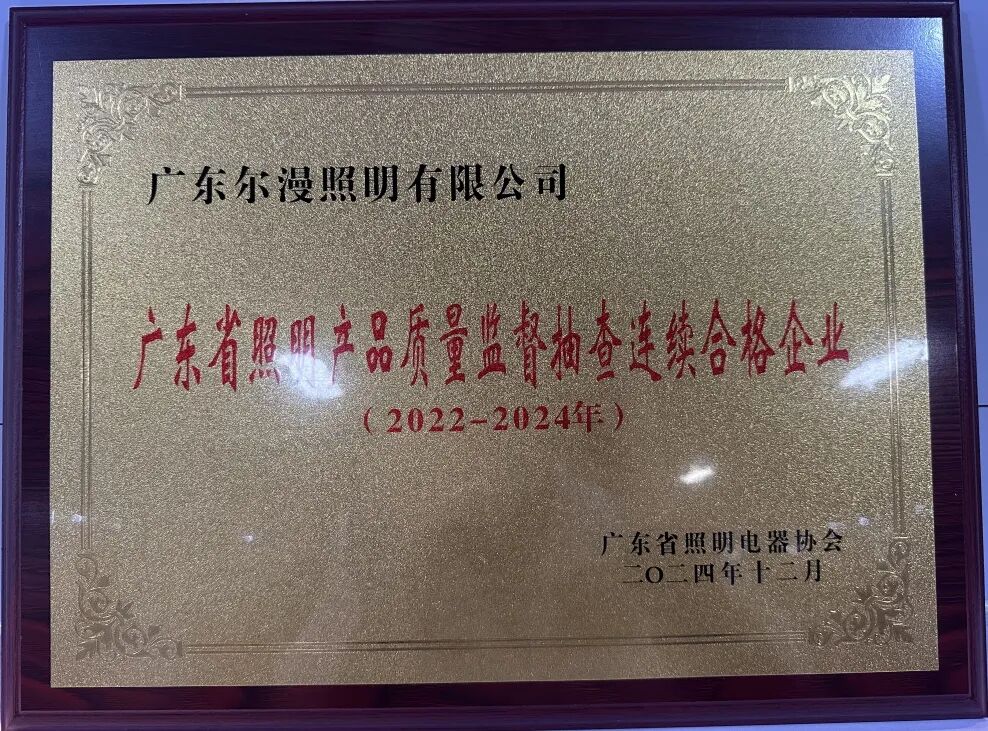 广东尔漫照明有限公司
广东省照明产品质量监督抽查连续合格企业
（2022-2024年）
广东省照明电器协会
二〇二四年十二月